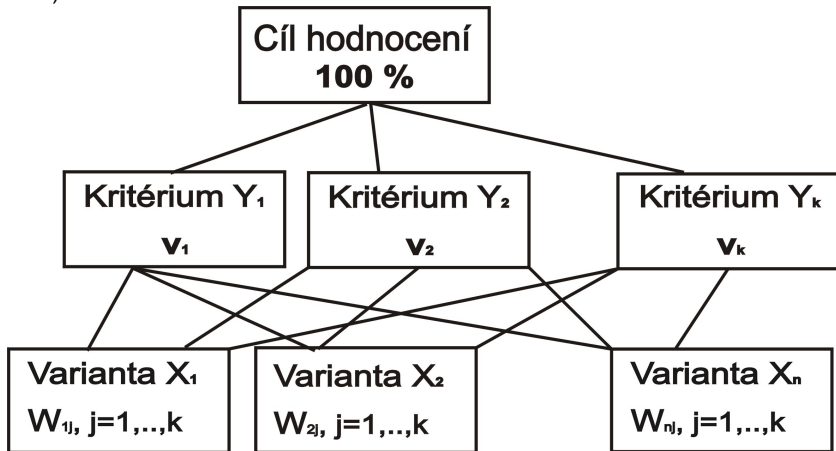 Cíl hodnocení
100 %
Kritérium Y₁
v₁
Kritérium Y₂
v₂
Kritérium Yₖ
vₖ
Varianta X₁
W₁ⱼ, j=1,..,k
Varianta X₂
W₂ⱼ, j=1,..,k
Varianta Xₙ
Wₙⱼ, j=1,..,k